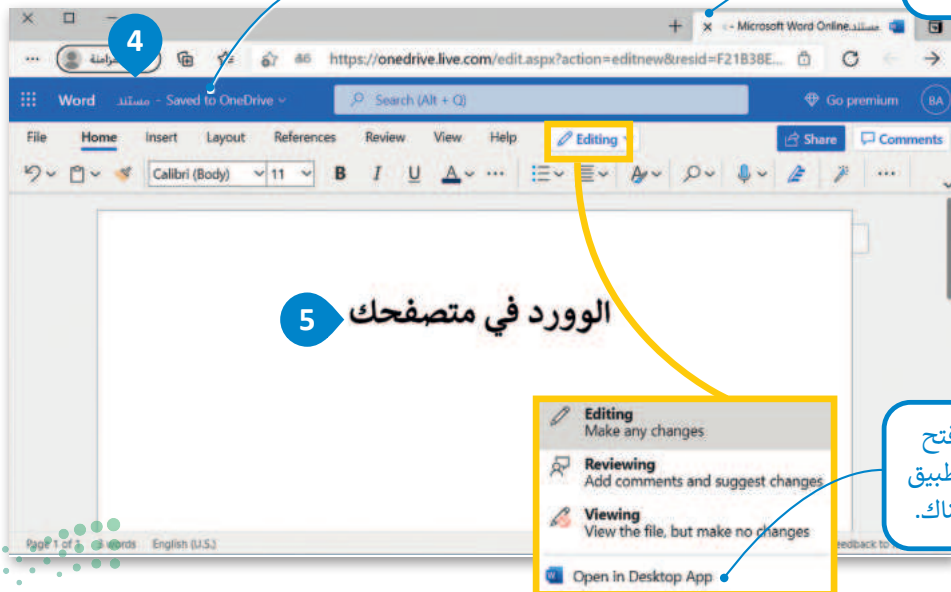 مستند - Microsoft Word Online
https://onedrive.live.com/edit.aspx?action=editnew&resid=F21B38E...
4
Word مستند - Saved to OneDrive
Search (Alt + Q)
Go premium
BA
File Home Insert Layout References Review View Help Editing Share Comments
Calibri (Body) 11 B I U A
5 الوورد في متصفحك
Editing
Make any changes
Reviewing
Add comments and suggest changes
Viewing
View the file, but make no changes
Open in Desktop App
Page 1 of 1 3 words English (U.S.)